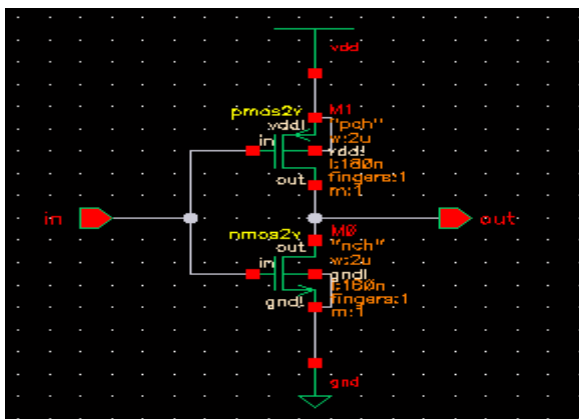 vdd
pmos2v
M1
vdd!
"pch"
w:2u
in
vdd!
l:180n
out
fingers:1
m:1
in
out
nmos2v
M0
out
"nch"
w:2u
in
gnd!
l:180n
gnd!
fingers:1
m:1
gnd